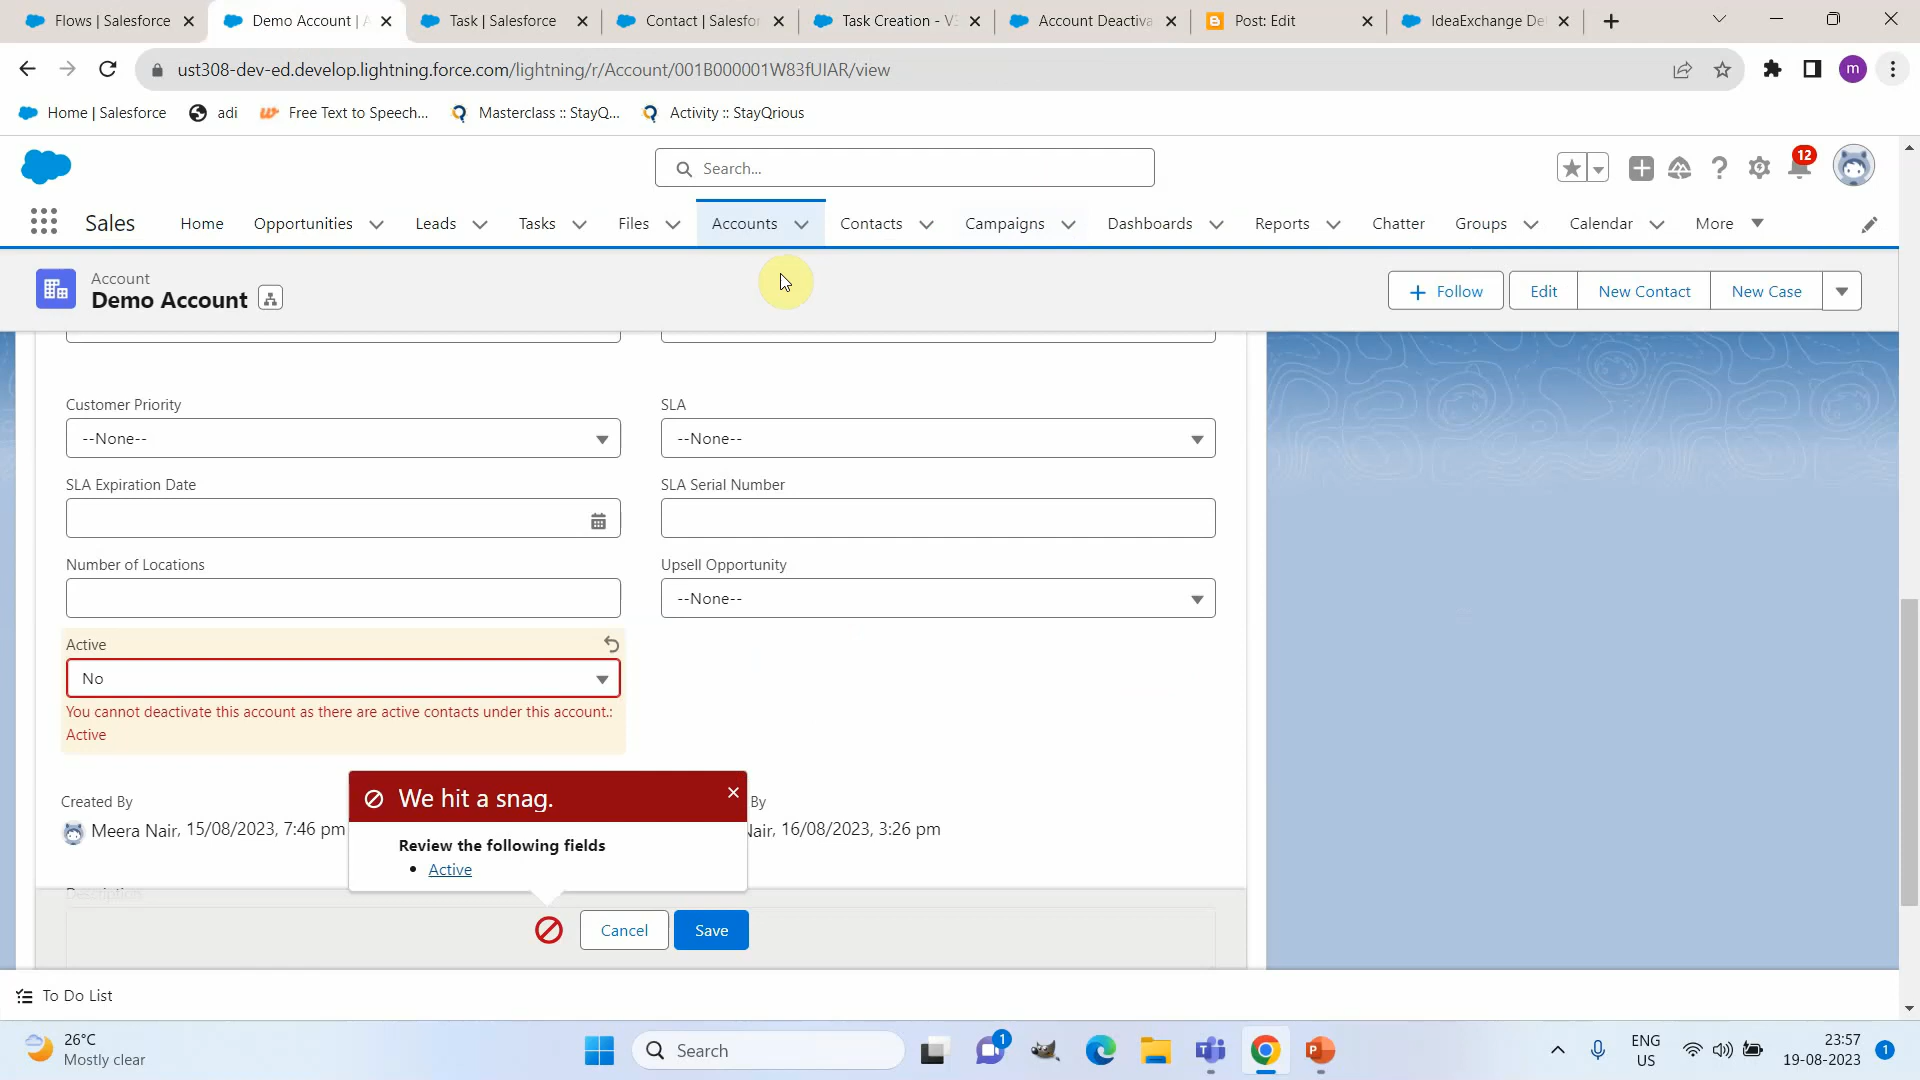 Flows | Salesforce
Demo Account | A
Task | Salesforce
Contact | Salesfor
Task Creation - V
Account Deactiva
Post: Edit
IdeaExchange De
ust308-dev-ed.develop.lightning.force.com/lightning/r/Account/001B000001W83fUIAR/view
m
Home | Salesforce
adi
Free Text to Speech...
Masterclass :: StayQ...
Activity :: StayQrious
Search...
12
Sales
Home
Opportunities
Leads
Tasks
Files
Accounts
Contacts
Campaigns
Dashboards
Reports
Chatter
Groups
Calendar
More
Account
Demo Account
Follow
Edit
New Contact
New Case
Customer Priority
SLA
--None--
--None--
SLA Expiration Date
SLA Serial Number
Number of Locations
Upsell Opportunity
--None--
Active
No
You cannot deactivate this account as there are active contacts under this account.:
Active
We hit a snag.
Review the following fields
• Active
Created By
By
Meera Nair, 15/08/2023, 7:46 pm
Nair, 16/08/2023, 3:26 pm
Description
Cancel
Save
To Do List
26°C
Mostly clear
Search
1
ENG
US
23:57
19-08-2023
1